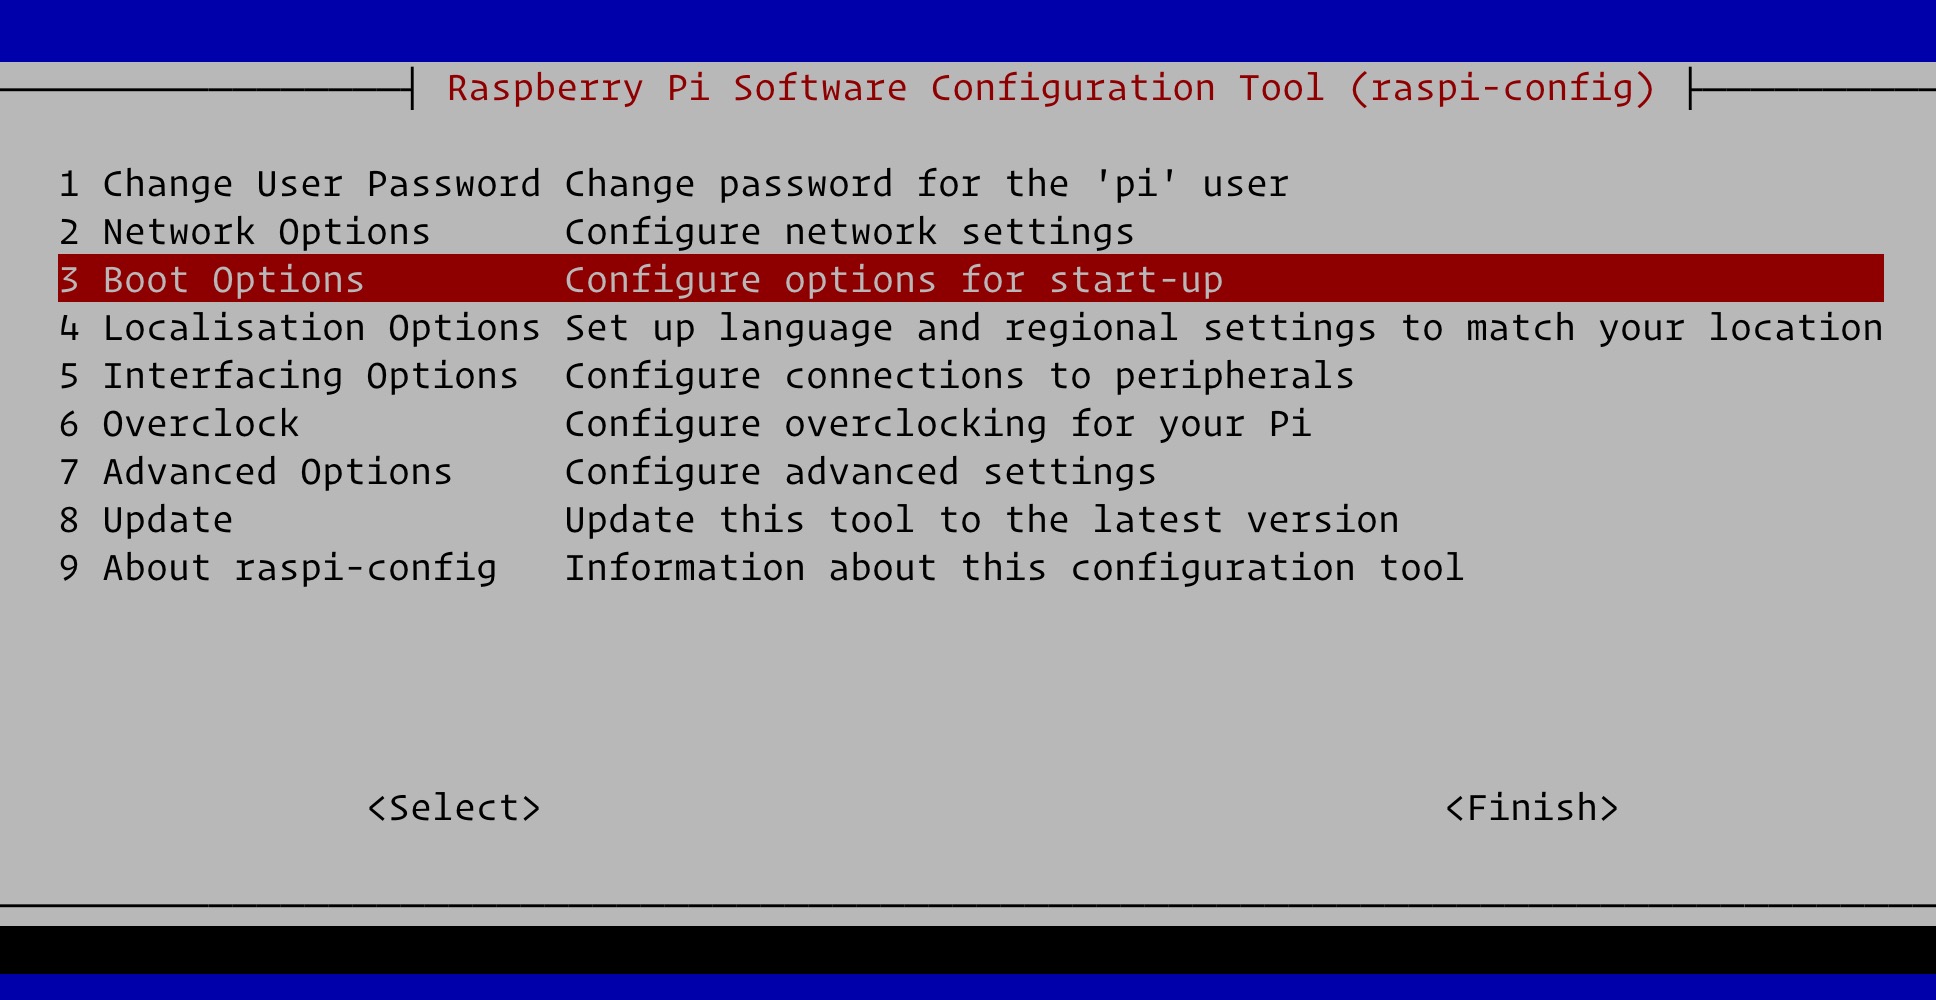 Raspberry Pi Software Configuration Tool (raspi-config)
1 Change User Password Change password for the 'pi' user
2 Network Options Configure network settings
3 Boot Options Configure options for start-up
4 Localisation Options Set up language and regional settings to match your location
5 Interfacing Options Configure connections to peripherals
6 Overclock Configure overclocking for your Pi
7 Advanced Options Configure advanced settings
8 Update Update this tool to the latest version
9 About raspi-config Information about this configuration tool
<Select> <Finish>